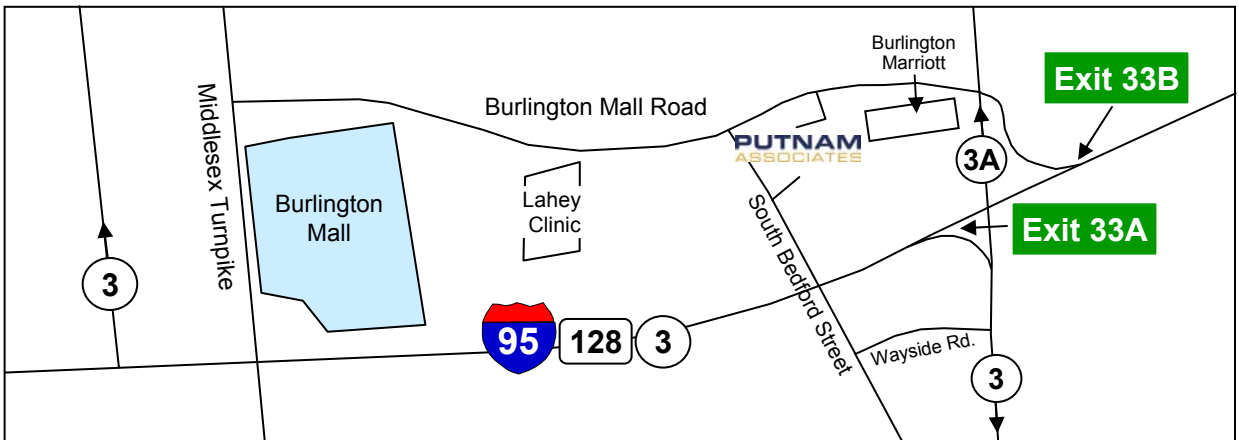 Burlington
Marriott
Exit 33B
Middlesex Turnpike
Burlington Mall Road
PUTNAM
ASSOCIATES
3A
Burlington
Mall
Lahey
Clinic
South Bedford Street
Exit 33A
3
95
128
3
Wayside Rd.
3